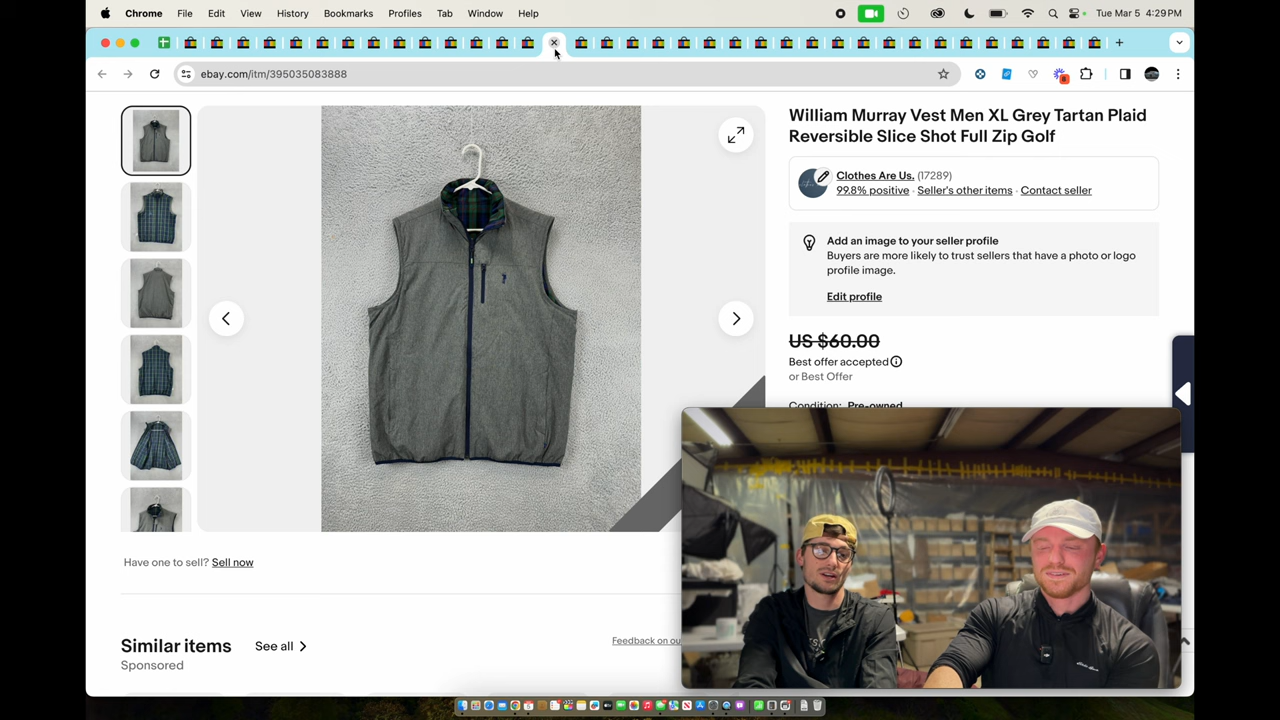 Chrome File Edit View History Bookmarks Profiles Tab Window Help
Tue Mar 5 4:29 PM
ebay.com/itm/395035083888
8
William Murray Vest Men XL Grey Tartan Plaid
Reversible Slice Shot Full Zip Golf
Clothes Are Us. (17289)
99.8% positive · Seller's other items · Contact seller
Add an image to your seller profile
Buyers are more likely to trust sellers that have a photo or logo
profile image.
Edit profile
US $60.00
Best offer accepted
or Best Offer
Condition: Pre-owned
Have one to sell? Sell now
Similar items See all
Sponsored
Feedback on ou